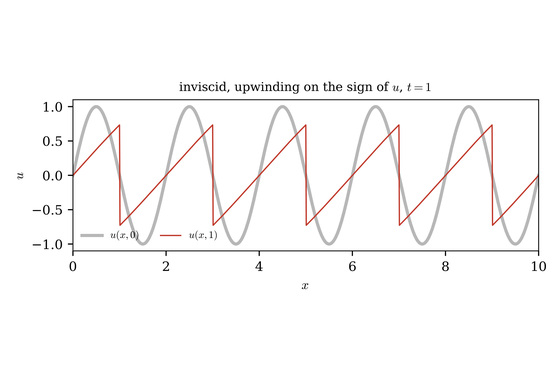 inviscid, upwinding on the sign of u, t = 1
1.0
0.5
0.0
−0.5
−1.0
u
u(x, 0) u(x, 1)
0 2 4 6 8 10
x